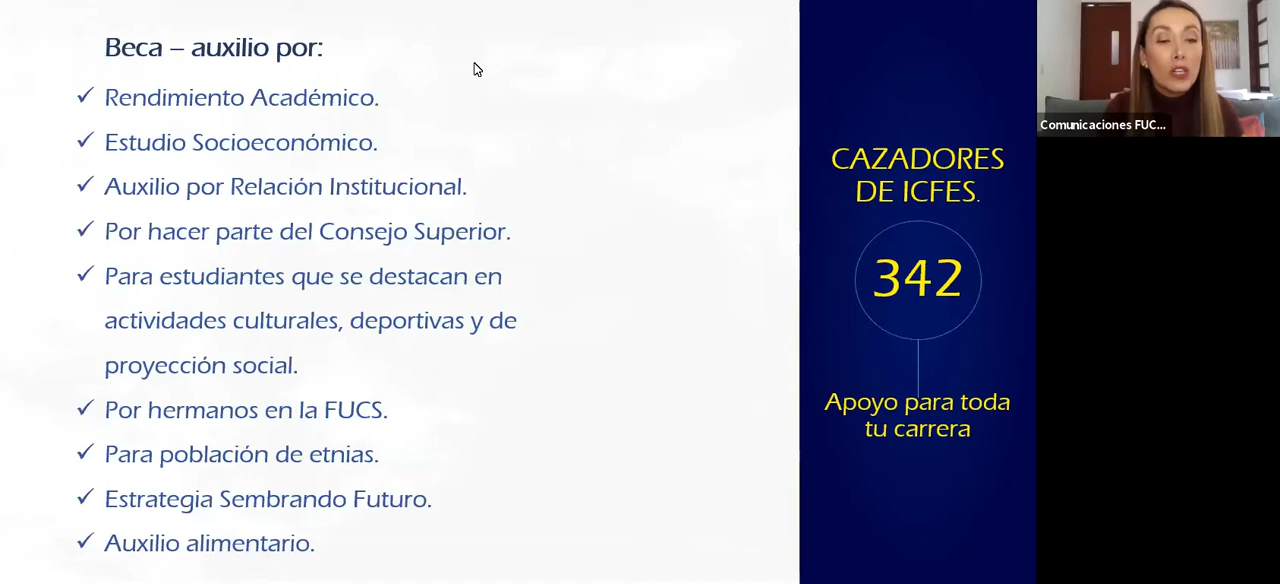 Beca – auxilio por:
✓ Rendimiento Académico.
✓ Estudio Socioeconómico.
✓ Auxilio por Relación Institucional.
✓ Por hacer parte del Consejo Superior.
✓ Para estudiantes que se destacan en
actividades culturales, deportivas y de
proyección social.
✓ Por hermanos en la FUCS.
✓ Para población de etnias.
✓ Estrategia Sembrando Futuro.
✓ Auxilio alimentario.
CAZADORES
DE ICFES.
342
Apoyo para toda
tu carrera
Comunicaciones FUC...